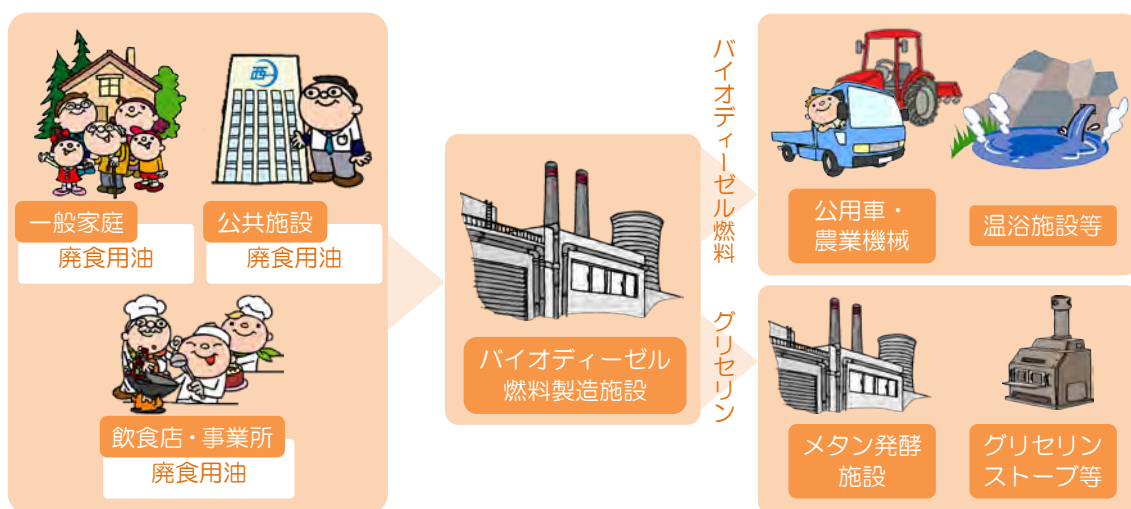 西
一般家庭
廃食用油
公共施設
廃食用油
飲食店・事業所
廃食用油
バイオディーゼル
燃料製造施設
バイオディーゼル燃料
公用車・
農業機械
温浴施設等
グリセリン
メタン発酵
施設
グリセリン
ストーブ等